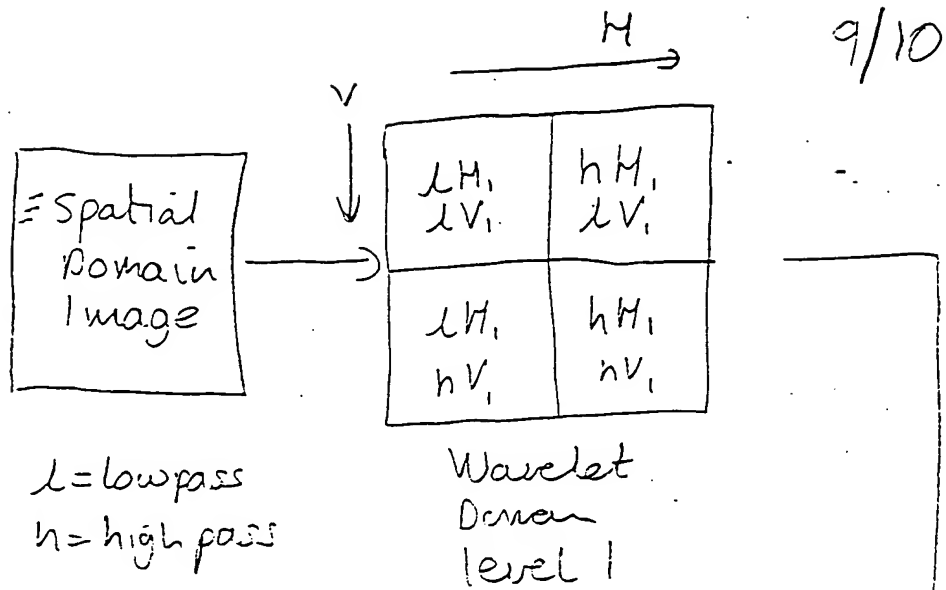 9/10
H
V
Spatial
Domain
Image
lH₁
lV₁
hH₁
lV₁
lH₁
hV₁
hH₁
hV₁
l = lowpass
h = high pass
Wavelet
Doman
level 1